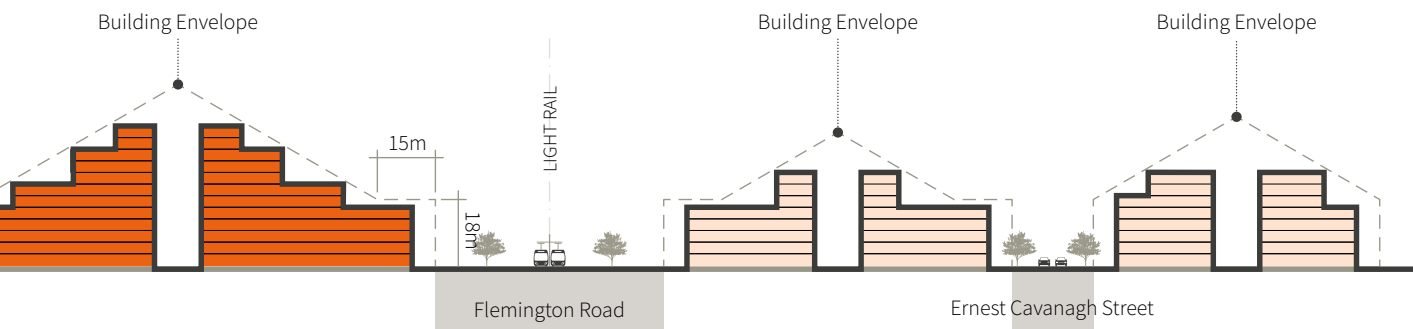 Building Envelope
Building Envelope
Building Envelope
15m
LIGHT RAIL
18m
Flemington Road
Ernest Cavanagh Street